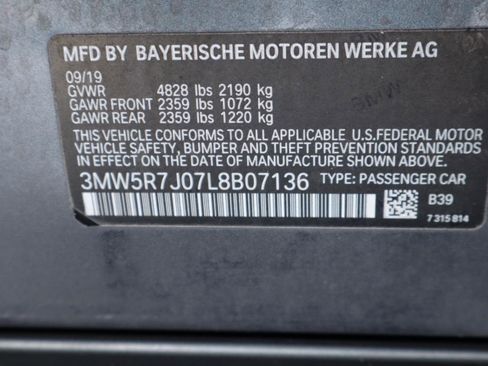 MFD BY BAYERISCHE MOTOREN WERKE AG
09/19
GVWR 4828 lbs 2190 kg
GAWR FRONT 2359 lbs 1072 kg
GAWR REAR 2359 lbs 1220 kg
THIS VEHICLE CONFORMS TO ALL APPLICABLE U.S.FEDERAL MOTOR
VEHICLE SAFETY, BUMPER AND THEFT PREVENTION STANDARDS
IN EFFECT ON THE DATE OF MANUFACTURE SHOWN ABOVE.
3MW5R7J07L8B07136 TYPE: PASSENGER CAR
B39
7 315 814